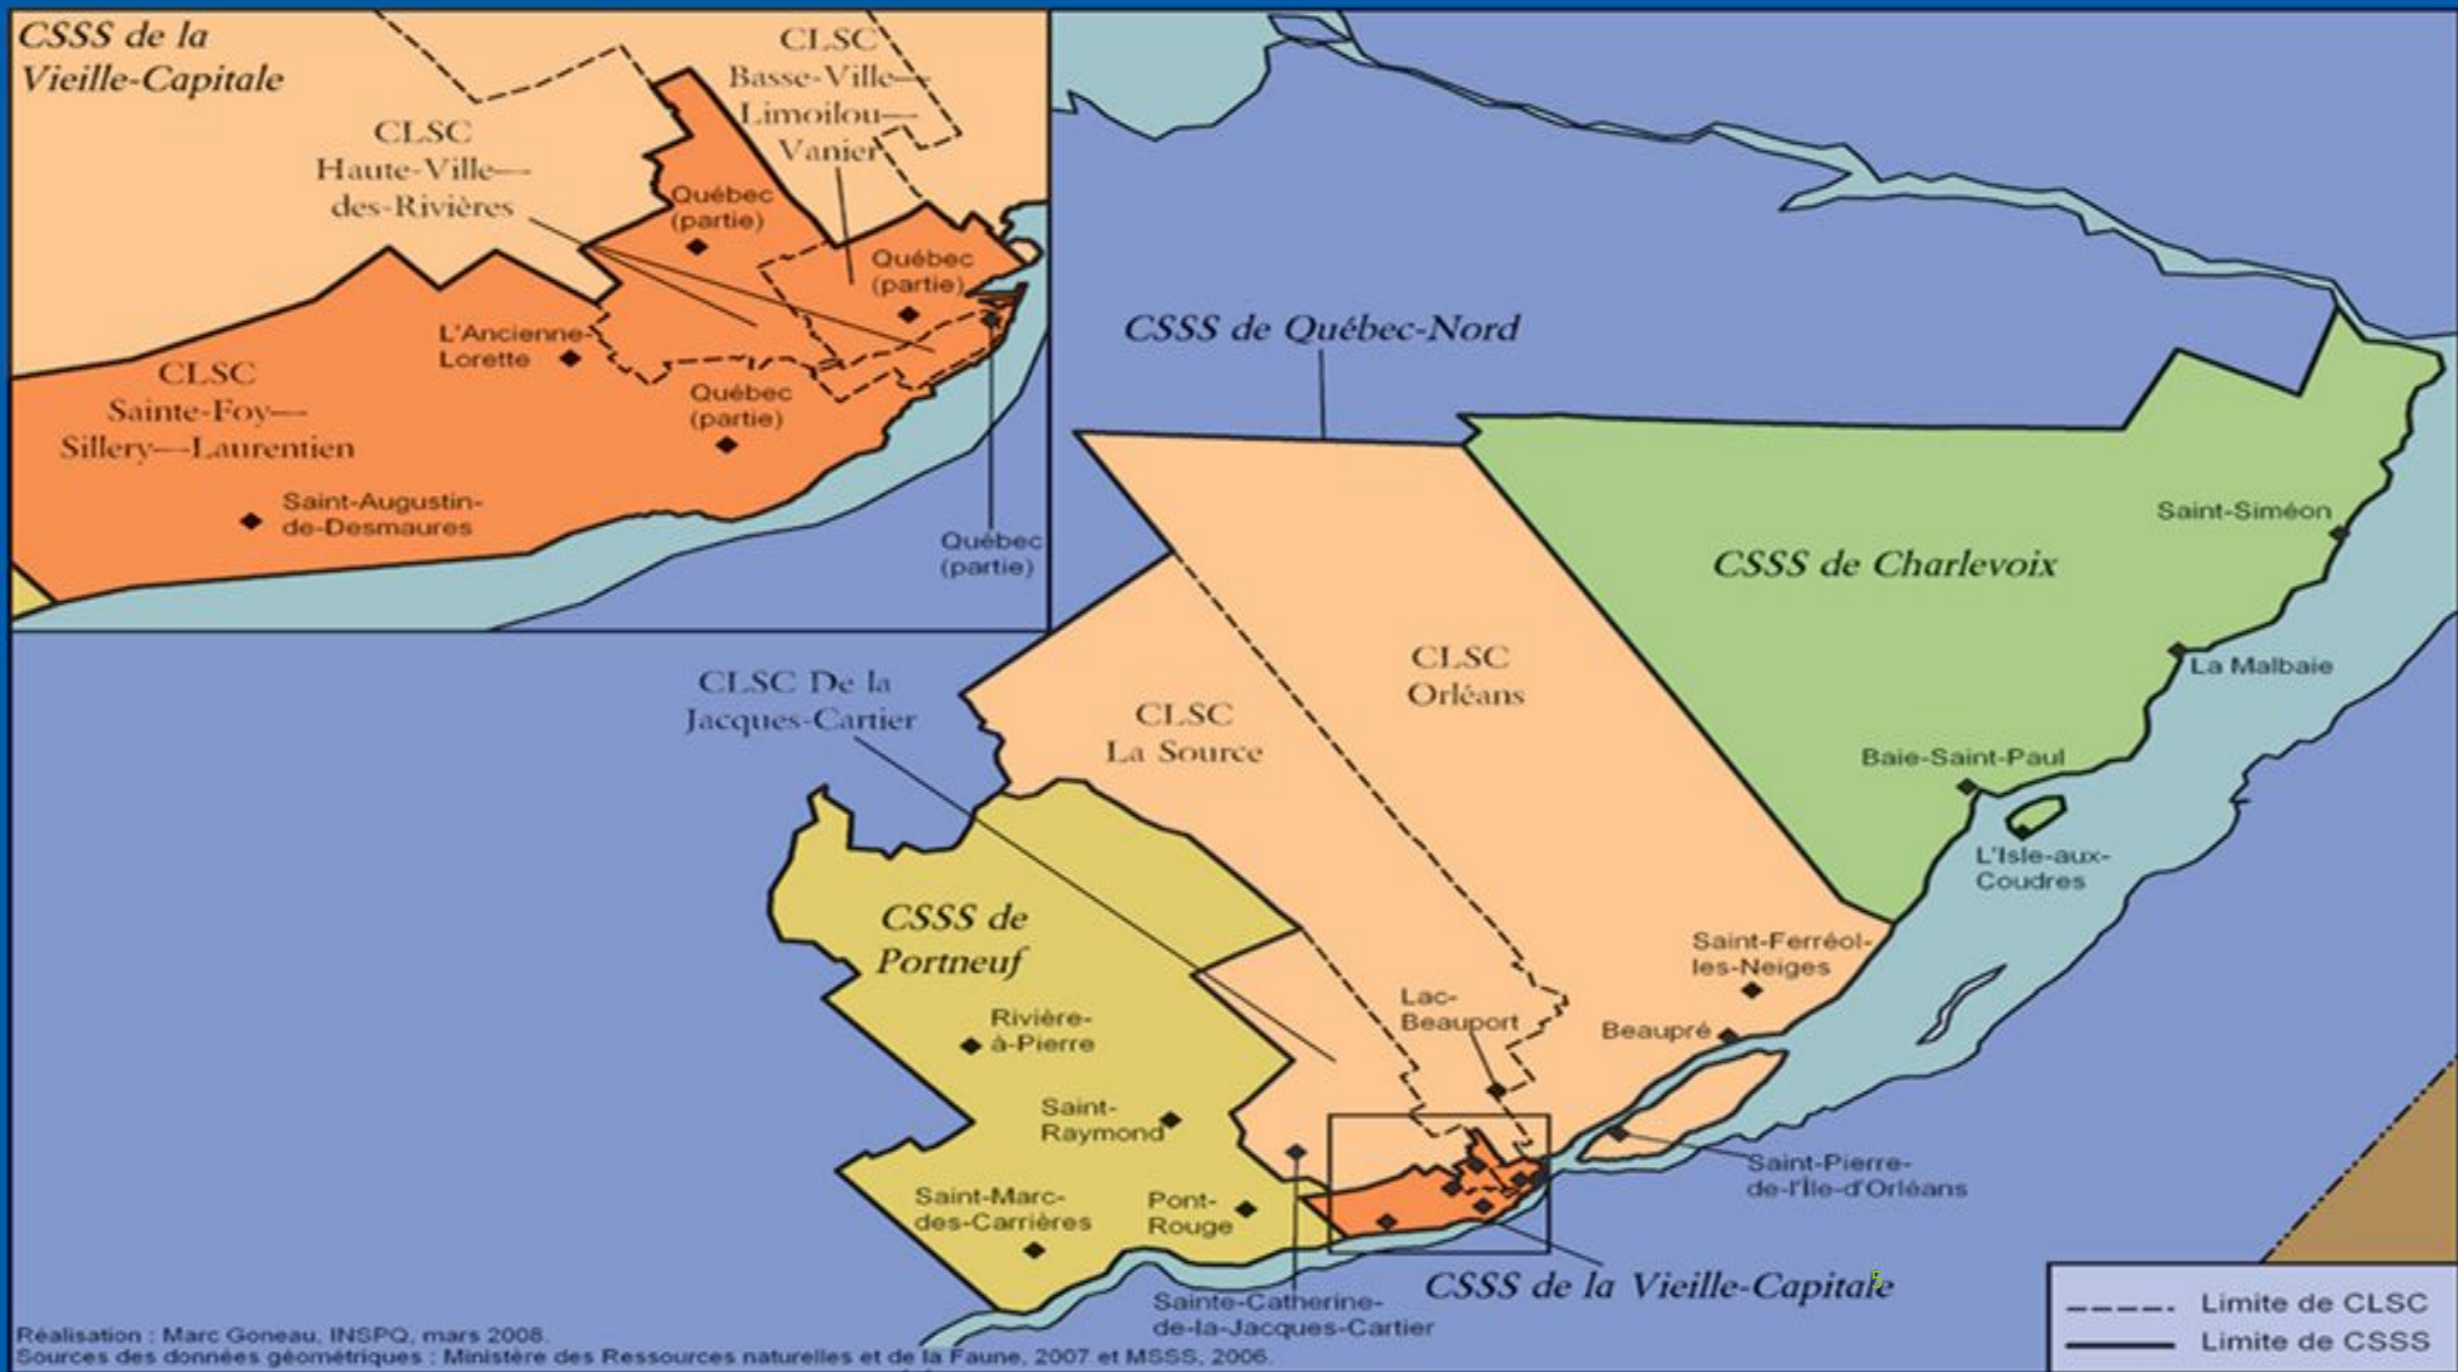 CSSS de la
Vieille-Capitale
CLSC
Haute-Ville—
des-Rivières
CLSC
Basse-Ville—
Limoilou—
Vanier
Québec
(partie)
Québec
(partie)
L'Ancienne-
Lorette
CLSC
Sainte-Foy—
Sillery—Laurentien
Québec
(partie)
Saint-Augustin-
de-Desmaures
Québec
(partie)
CSSS de Québec-Nord
CSSS de Charlevoix
Saint-Siméon
La Malbaie
Baie-Saint-Paul
L'Isle-aux-
Coudres
CLSC De la
Jacques-Cartier
CLSC
La Source
CLSC
Orléans
CSSS de
Portneuf
Rivière-
à-Pierre
Saint-
Raymond
Saint-Marc-
des-Carrières
Pont-
Rouge
Lac-
Beauport
Saint-Ferréol-
les-Neiges
Beaupré
Saint-Pierre-
de-l'Île-d'Orléans
CSSS de la Vieille-Capitale
5
Sainte-Catherine-
de-la-Jacques-Cartier
Limite de CLSC
Limite de CSSS
Réalisation : Marc Goneau, INSPQ, mars 2008.
Sources des données géométriques : Ministère des Ressources naturelles et de la Faune, 2007 et MSSS, 2006.